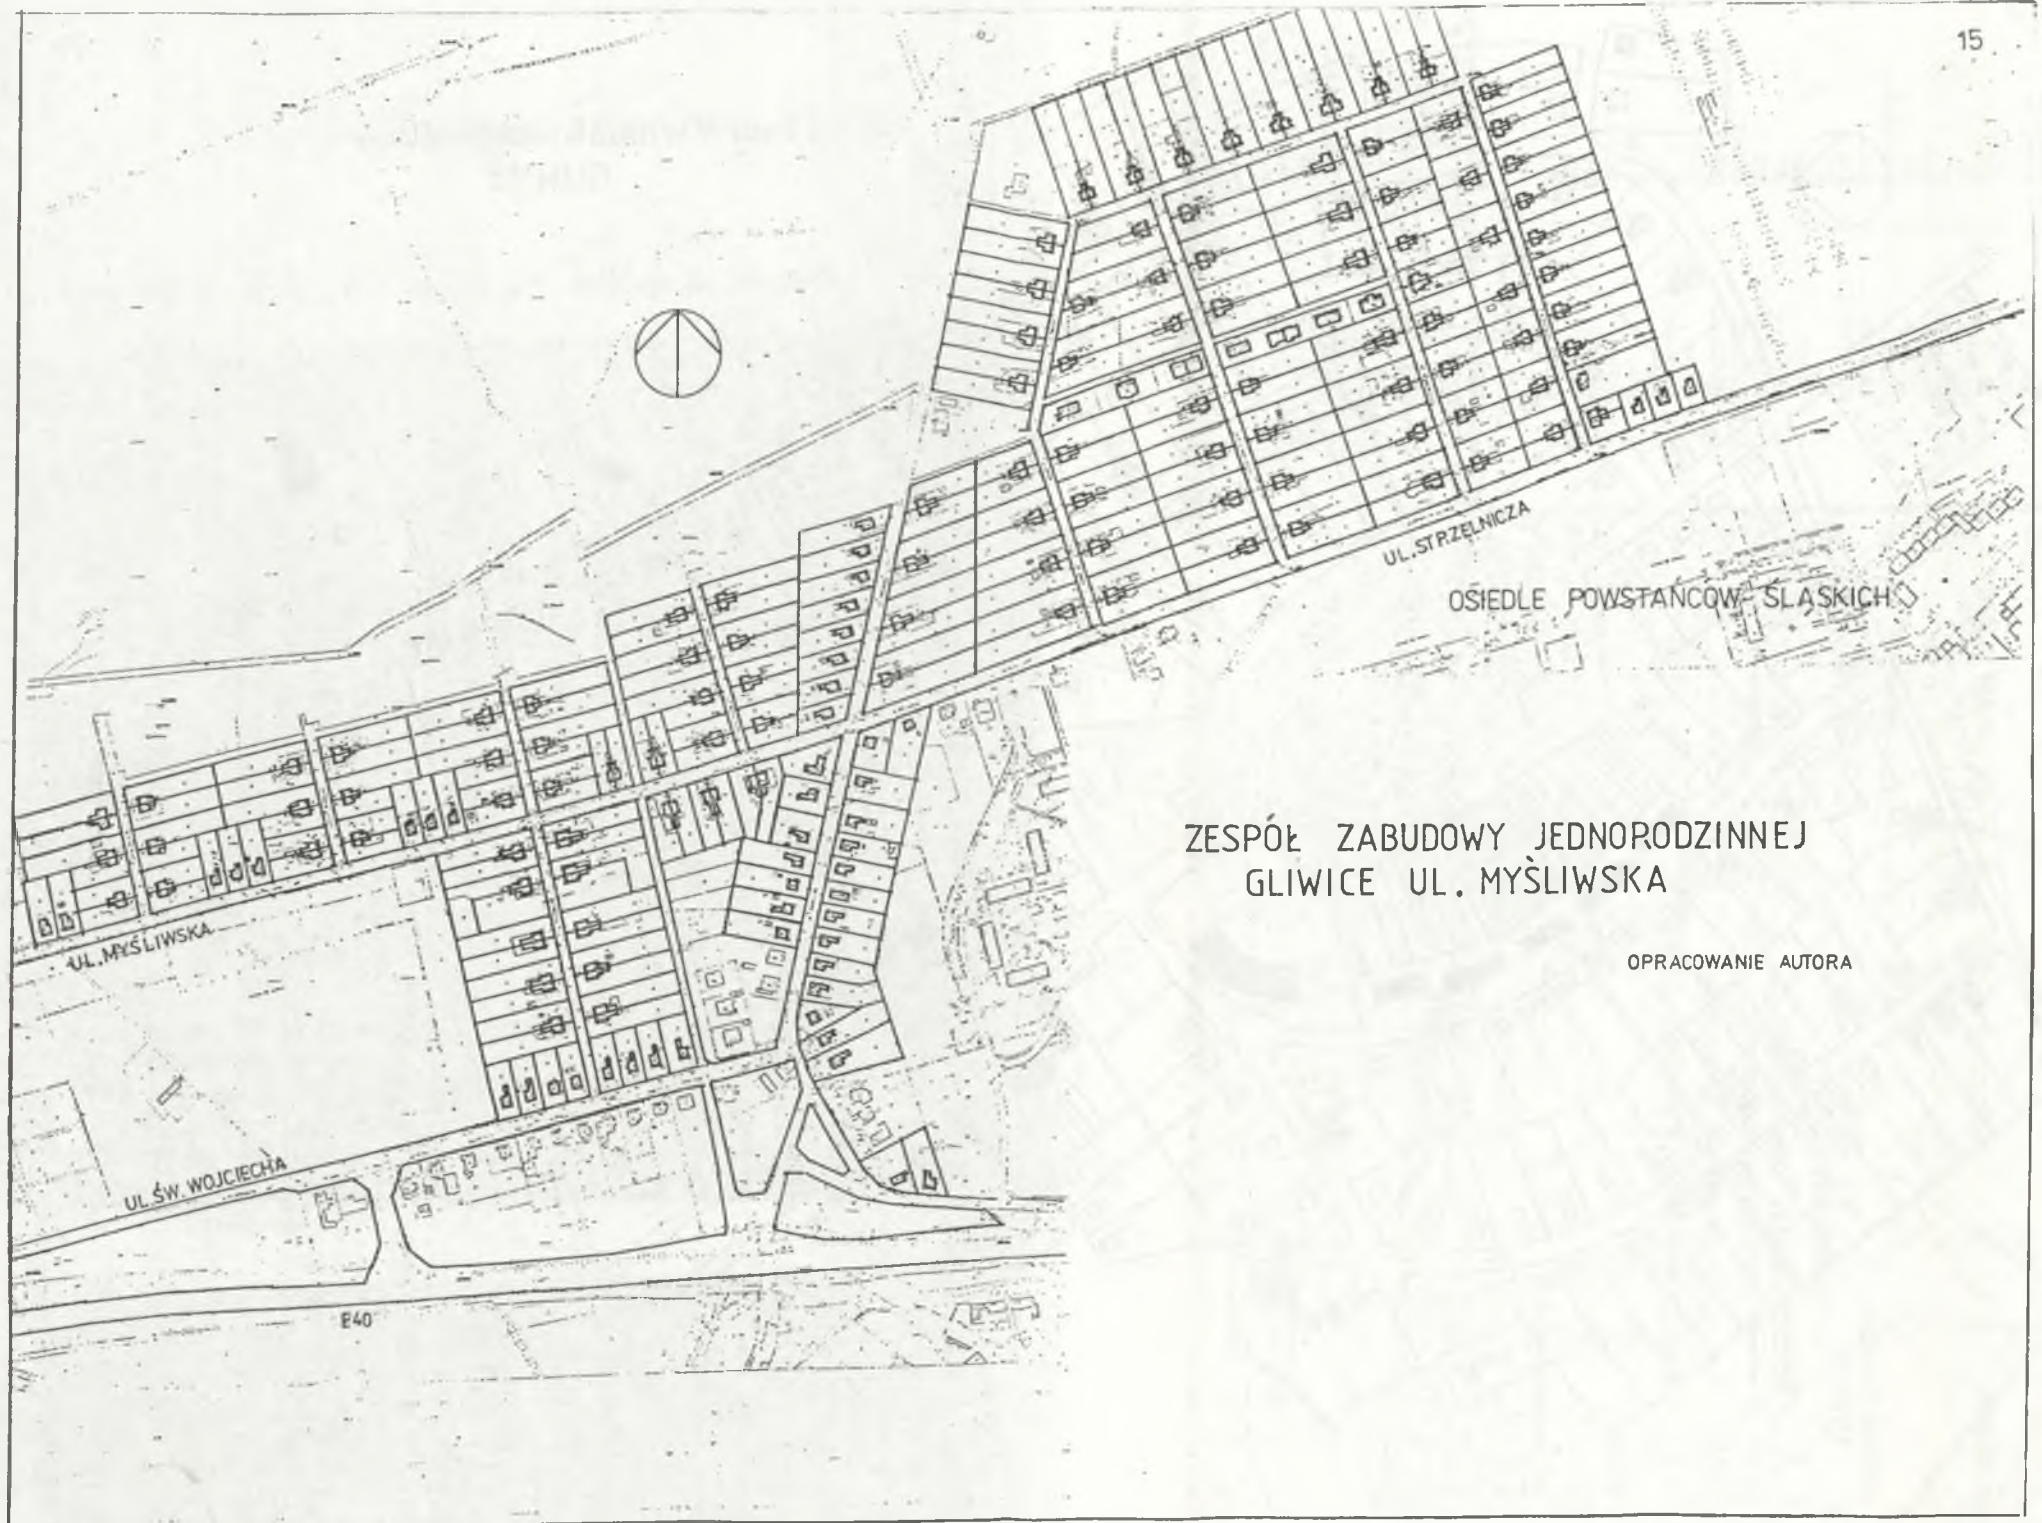 15
UL. STRZELNICZA
OSIEDLE POWSTAŃCÓW ŚLĄSKICH
ZESPÓŁ ZABUDOWY JEDNORODZINNEJ
GLIWICE UL. MYŚLIWSKA
OPRACOWANIE AUTORA
UL. MYŚLIWSKA
UL. ŚW. WOJCIECHA
E40